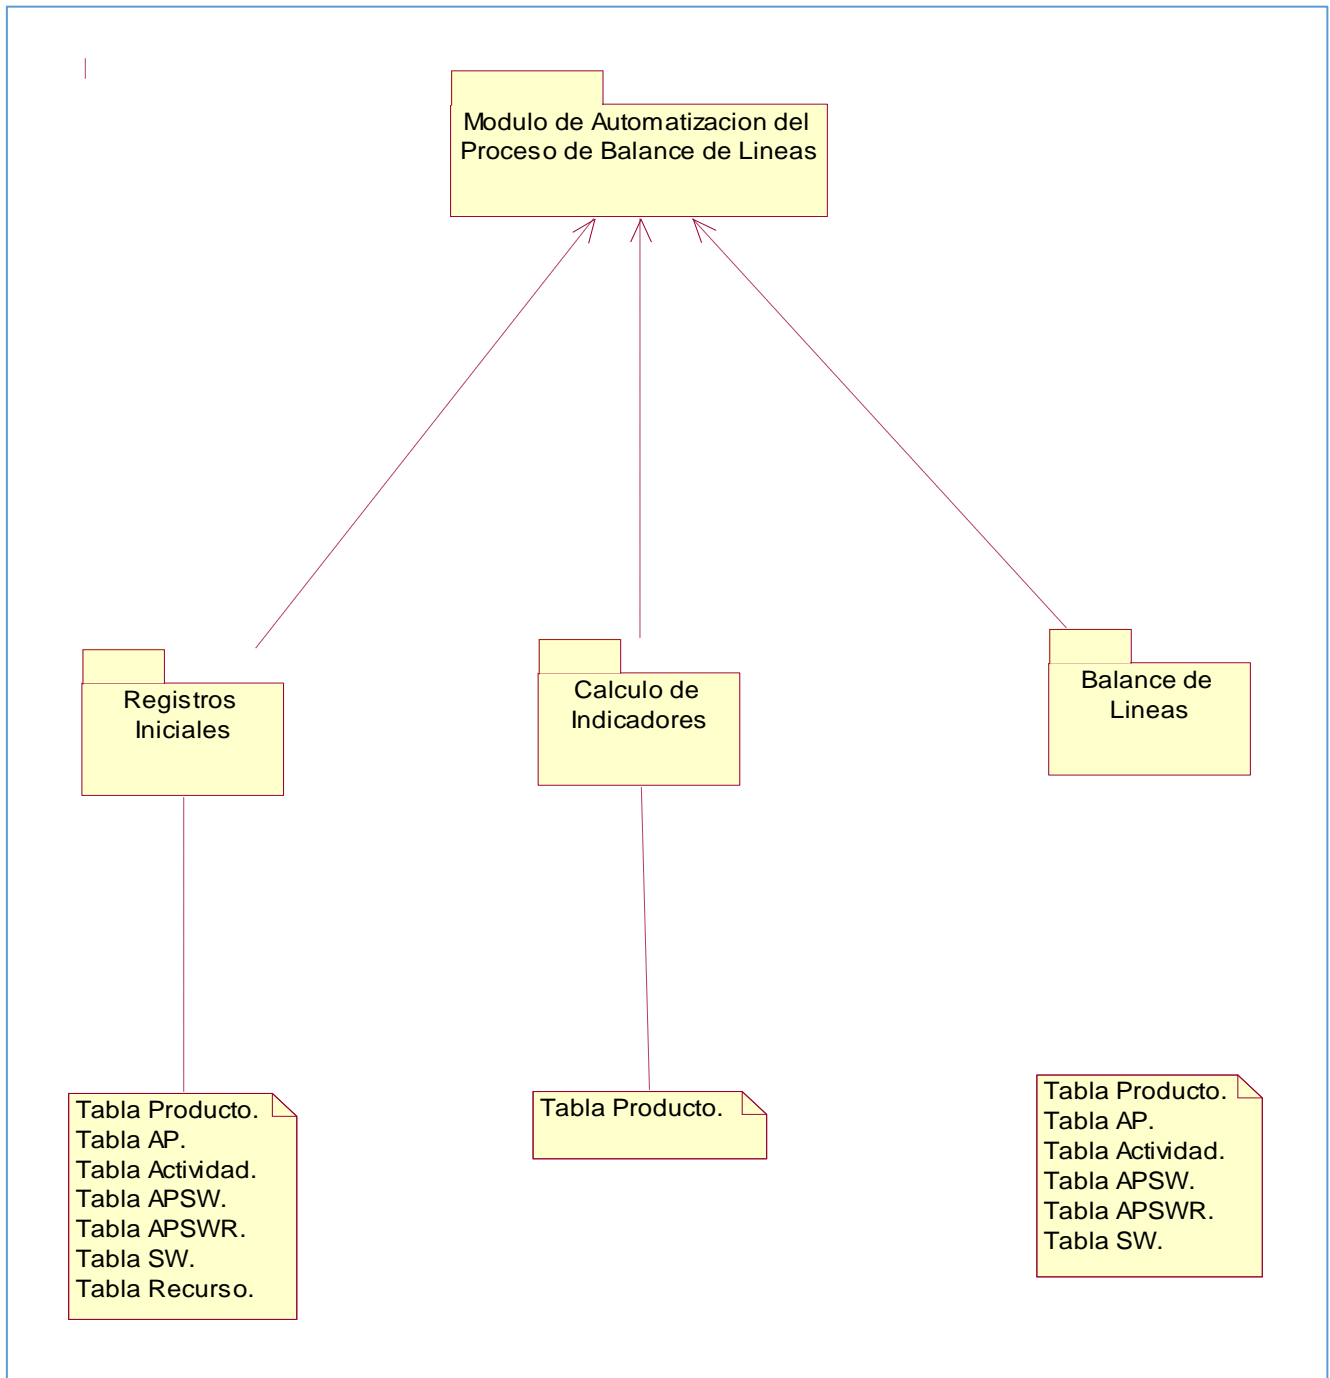 Modulo de Automatizacion del
Proceso de Balance de Lineas
Registros
Iniciales
Calculo de
Indicadores
Balance de
Lineas
Tabla Producto.
Tabla AP.
Tabla Actividad.
Tabla APSW.
Tabla APSWR.
Tabla SW.
Tabla Recurso.
Tabla Producto.
Tabla Producto.
Tabla AP.
Tabla Actividad.
Tabla APSW.
Tabla APSWR.
Tabla SW.